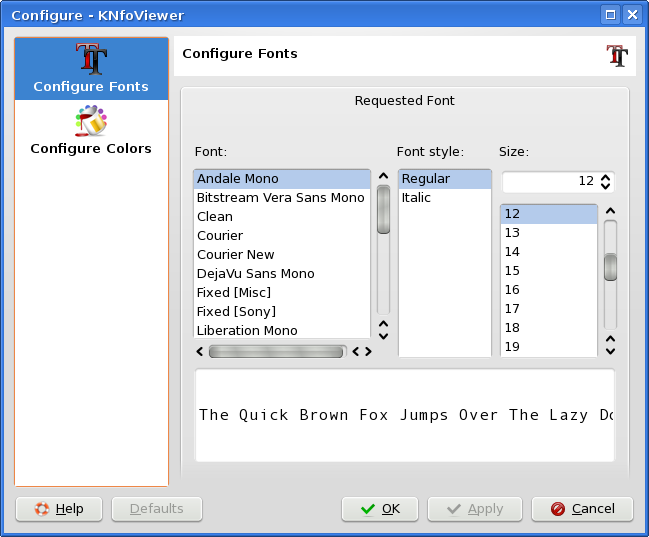 Configure - KNfoViewer
Configure Fonts
Configure Colors
Configure Fonts
Requested Font
Font:
Andale Mono
Bitstream Vera Sans Mono
Clean
Courier
Courier New
DejaVu Sans Mono
Fixed [Misc]
Fixed [Sony]
Liberation Mono
Font style:
Regular
Italic
Size:
12
12
13
14
15
16
17
18
19
The Quick Brown Fox Jumps Over The Lazy Do
Help
Defaults
OK
Apply
Cancel